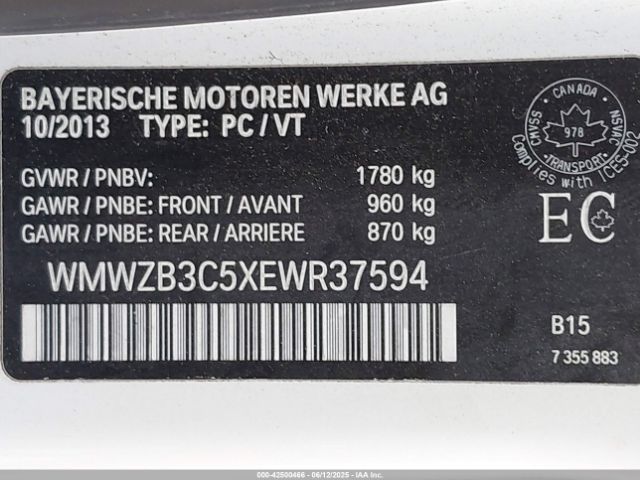 BAYERISCHE MOTOREN WERKE AG
10/2013 TYPE: PC / VT
GVWR / PNBV: 1780 kg
GAWR / PNBE: FRONT / AVANT 960 kg
GAWR / PNBE: REAR / ARRIERE 870 kg
WMWZB3C5XEWR37594
CANADA
CMVSS
978
NSVAC
TRANSPORT
Complies with ICES-002
EC
B15
7 355 883
000-42500466 - 06/12/2025 - IAA Inc.